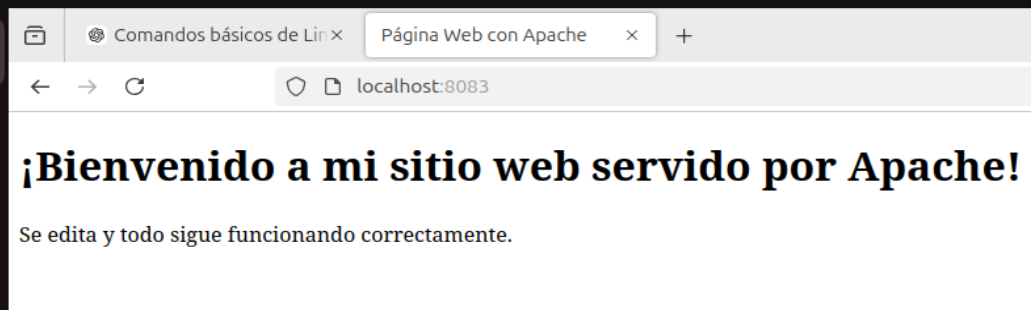 Comandos básicos de Lin
Página Web con Apache
localhost:8083
¡Bienvenido a mi sitio web servido por Apache!
Se edita y todo sigue funcionando correctamente.